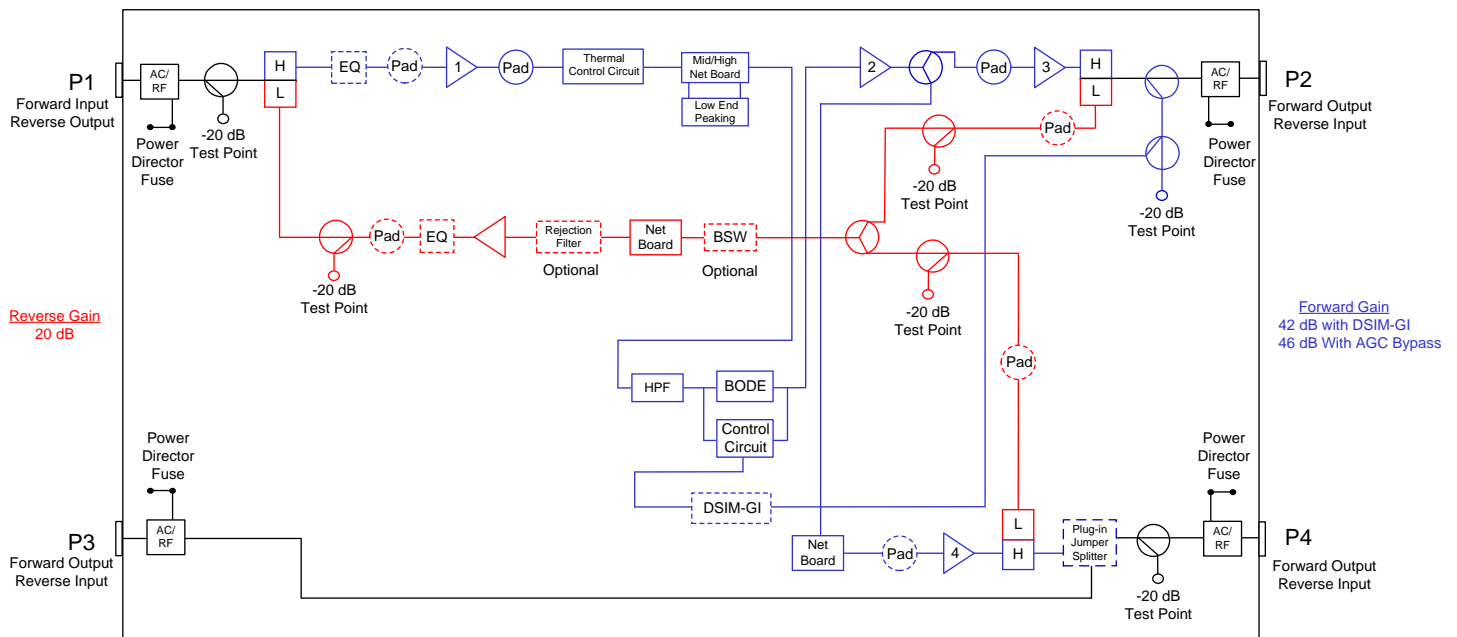 P1
Forward Input
Reverse Output
AC/
RF
Power
Director
Fuse
-20 dB
Test Point
H
L
EQ
Pad
1
Pad
Thermal
Control Circuit
Mid/High
Net Board
Low End
Peaking
2
Pad
3
H
L
AC/
RF
P2
Forward Output
Reverse Input
Power
Director
Fuse
-20 dB
Test Point
Pad
-20 dB
Test Point
-20 dB
Test Point
Pad
EQ
Rejection
Filter
Optional
Net
Board
BSW
Optional
-20 dB
Test Point
Reverse Gain
20 dB
Forward Gain
42 dB with DSIM-GI
46 dB With AGC Bypass
Pad
HPF
BODE
Control
Circuit
DSIM-GI
Power
Director
Fuse
AC/
RF
P3
Forward Output
Reverse Input
Net
Board
Pad
4
L
H
Plug-in
Jumper
Splitter
-20 dB
Test Point
Power
Director
Fuse
AC/
RF
P4
Forward Output
Reverse Input